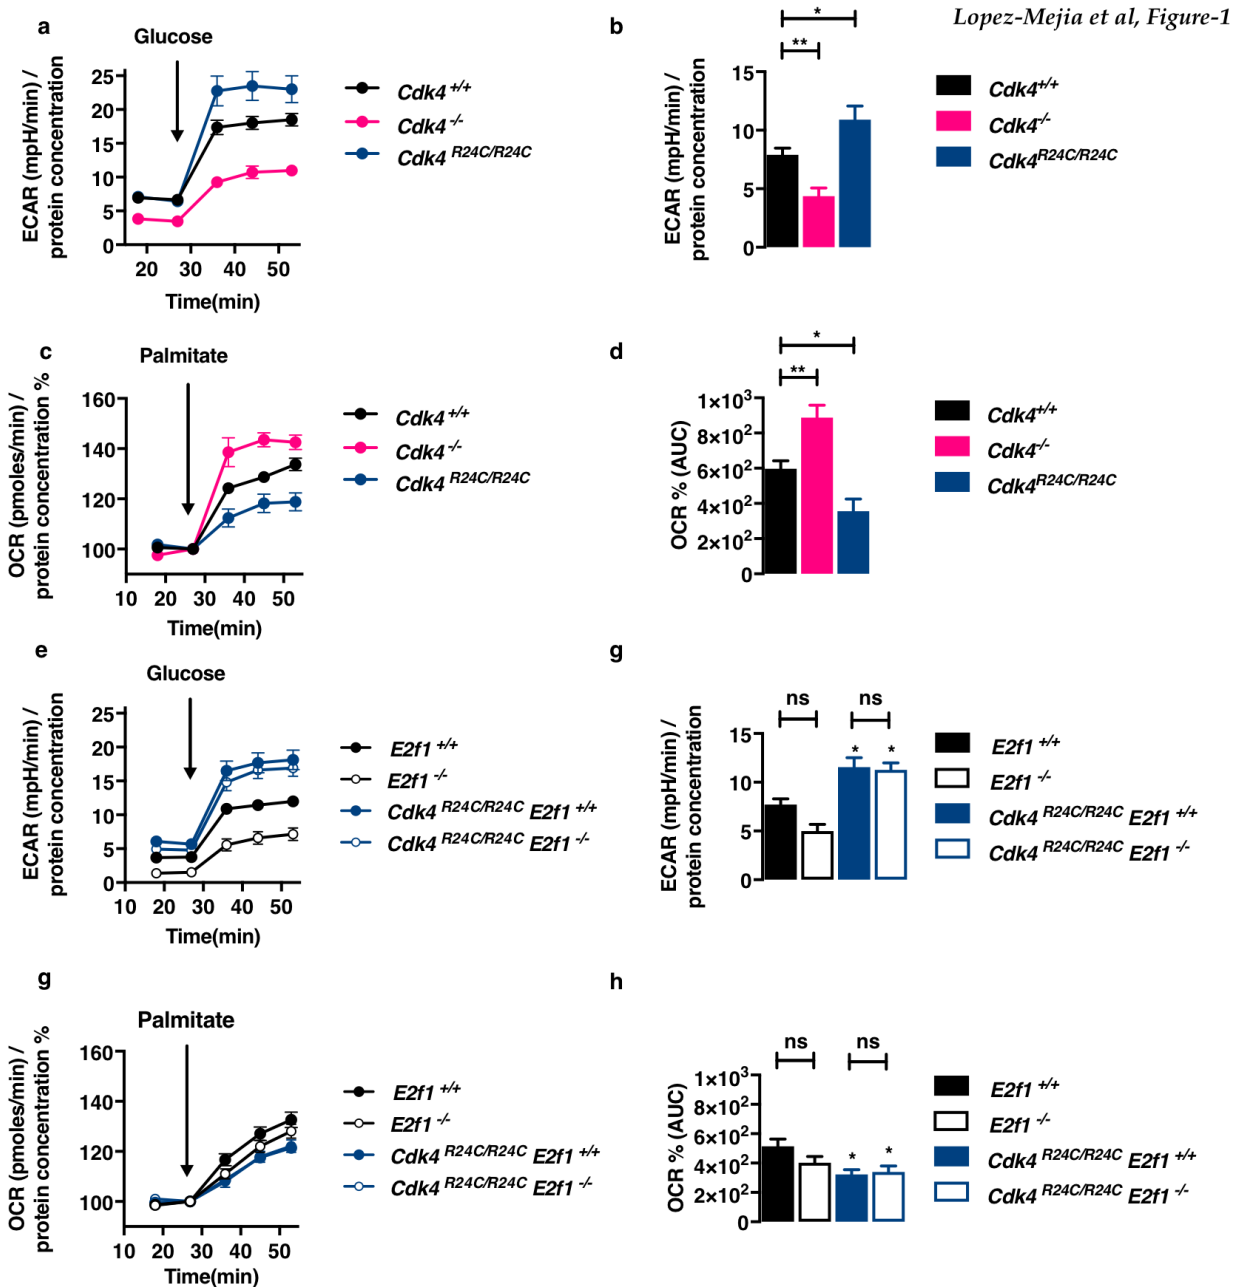 Lopez-Mejia et al, Figure-1
a
Glucose
ECAR (mpH/min) /
protein concentration
25
20
15
10
5
0
20 30 40 50
Time(min)
Cdk4 +/+
Cdk4 -/-
Cdk4 R24C/R24C
b
*
**
ECAR (mpH/min) /
protein concentration
15
10
5
0
Cdk4+/+
Cdk4-/-
Cdk4R24C/R24C
c
Palmitate
OCR (pmoles/min) /
protein concentration %
160
140
120
100
10 20 30 40 50
Time(min)
Cdk4 +/+
Cdk4 -/-
Cdk4 R24C/R24C
d
*
**
OCR % (AUC)
1×10³
8×10²
6×10²
4×10²
2×10²
0
Cdk4+/+
Cdk4-/-
Cdk4R24C/R24C
e
Glucose
ECAR (mpH/min) /
protein concentration
25
20
15
10
5
0
10 20 30 40 50
Time(min)
E2f1 +/+
E2f1 -/-
Cdk4 R24C/R24C E2f1 +/+
Cdk4 R24C/R24C E2f1 -/-
g
ns ns
* *
ECAR (mpH/min) /
protein concentration
15
10
5
0
E2f1 +/+
E2f1 -/-
Cdk4 R24C/R24C E2f1 +/+
Cdk4 R24C/R24C E2f1 -/-
g
Palmitate
OCR (pmoles/min) /
protein concentration %
160
140
120
100
10 20 30 40 50
Time(min)
E2f1 +/+
E2f1 -/-
Cdk4 R24C/R24C E2f1 +/+
Cdk4 R24C/R24C E2f1 -/-
h
ns ns
* *
OCR % (AUC)
1×10³
8×10²
6×10²
4×10²
2×10²
0
E2f1 +/+
E2f1 -/-
Cdk4 R24C/R24C E2f1 +/+
Cdk4 R24C/R24C E2f1 -/-